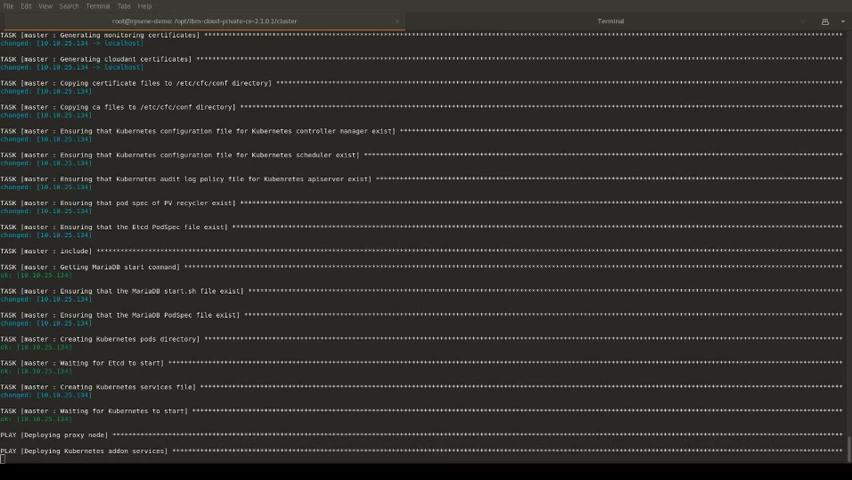 File Edit View Search Terminal Tabs Help
root@rpsene-demo: /opt/ibm-cloud-private-ce-2.1.0.1/cluster × Terminal
TASK [master : Generating monitoring certificates] ****
changed: [10.10.25.134 -> localhost]
TASK [master : Generating cloudant certificates] ****
changed: [10.10.25.134 -> localhost]
TASK [master : Copying certificate files to /etc/cfc/conf directory] ****
changed: [10.10.25.134]
TASK [master : Copying ca files to /etc/cfc/conf directory] ****
changed: [10.10.25.134]
TASK [master : Ensuring that Kubernetes configuration file for Kubernetes controller manager exist] ****
changed: [10.10.25.134]
TASK [master : Ensuring that Kubernetes configuration file for Kubernetes scheduler exist] ****
changed: [10.10.25.134]
TASK [master : Ensuring that Kubernetes audit log policy file for Kubenretes apiserver exist] ****
changed: [10.10.25.134]
TASK [master : Ensuring that pod spec of PV recycler exist] ****
changed: [10.10.25.134]
TASK [master : Ensuring that the Etcd PodSpec file exist] ****
changed: [10.10.25.134]
TASK [master : include] ****
TASK [master : Getting MariaDB start command] ****
ok: [10.10.25.134]
TASK [master : Ensuring that the MariaDB start.sh file exist] ****
changed: [10.10.25.134]
TASK [master : Ensuring that the MariaDB PodSpec file exist] ****
changed: [10.10.25.134]
TASK [master : Creating Kubernetes pods directory] ****
ok: [10.10.25.134]
TASK [master : Waiting for Etcd to start] ****
ok: [10.10.25.134]
TASK [master : Creating Kubernetes services file] ****
changed: [10.10.25.134]
TASK [master : Waiting for Kubernetes to start] ****
ok: [10.10.25.134]
PLAY [Deploying proxy node] ****
PLAY [Deploying Kubernetes addon services] ****